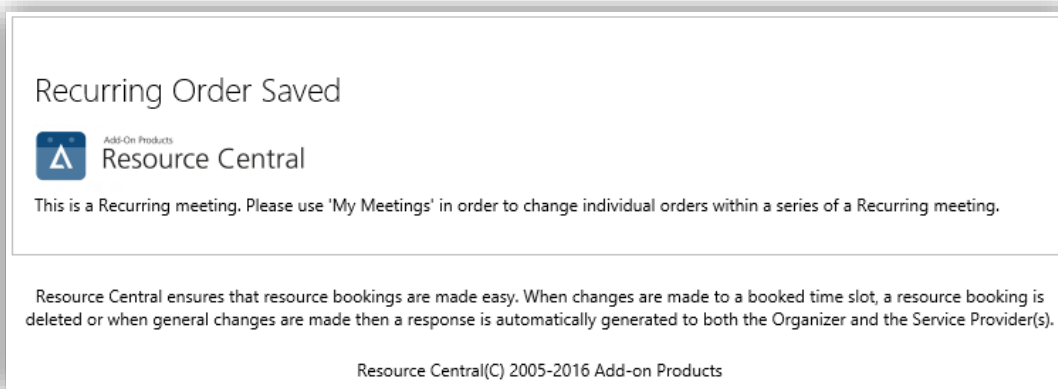 Recurring Order Saved
Add-On Products
Resource Central
This is a Recurring meeting. Please use 'My Meetings' in order to change individual orders within a series of a Recurring meeting.
Resource Central ensures that resource bookings are made easy. When changes are made to a booked time slot, a resource booking is
deleted or when general changes are made then a response is automatically generated to both the Organizer and the Service Provider(s).
Resource Central(C) 2005-2016 Add-on Products